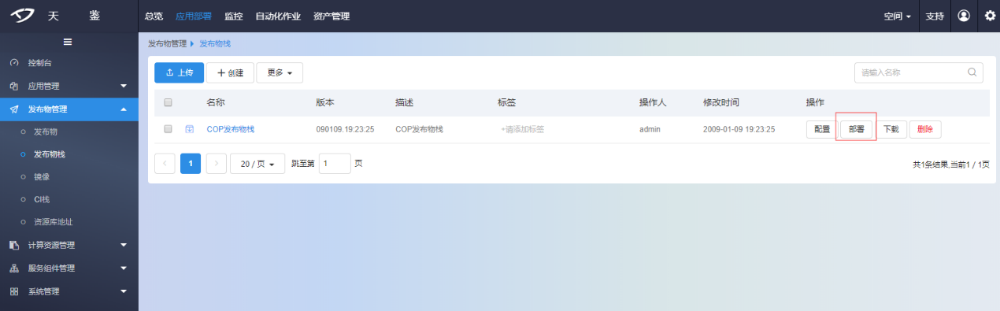 天 鉴
总览 应用部署 监控 自动化作业 资产管理
空间 支持
发布物管理 发布物栈
控制台
应用管理
发布物管理
发布物
发布物栈
镜像
CI栈
资源库地址
计算资源管理
服务组件管理
系统管理
上传 创建 更多
请输入名称
名称 版本 描述 标签 操作人 修改时间 操作
COP发布物栈 090109.19:23:25 COP发布物栈 +请添加标签 admin 2009-01-09 19:23:25 配置 部署 下载 删除
< 1 > 20 / 页 跳至第 1 页
共1条结果,当前1 / 1页